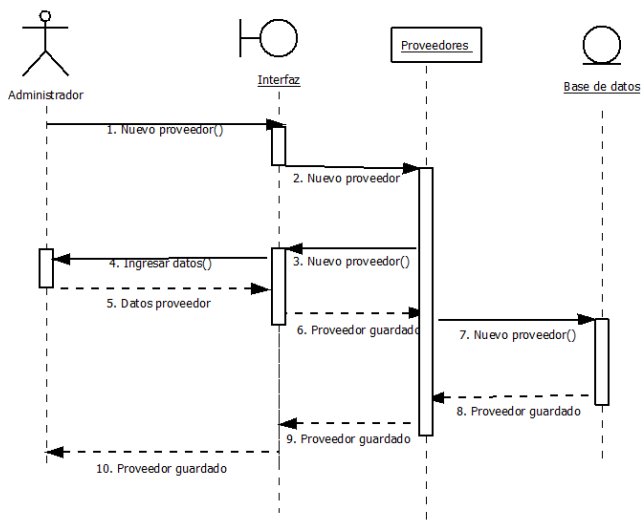 Administrador
Interfaz
Proveedores
Base de datos
1. Nuevo proveedor()
2. Nuevo proveedor
3. Nuevo proveedor()
4. Ingresar datos()
5. Datos proveedor
6. Proveedor guardado
7. Nuevo proveedor()
8. Proveedor guardado
9. Proveedor guardado
10. Proveedor guardado